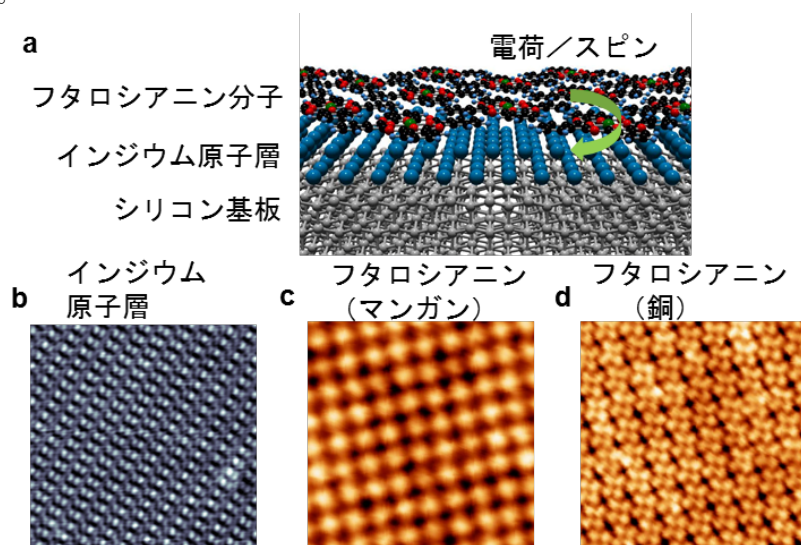 。
a
電荷／スピン
フタロシアニン分子
インジウム原子層
シリコン基板
b
インジウム
原子層
c
フタロシアニン
（マンガン）
d
フタロシアニン
（銅）